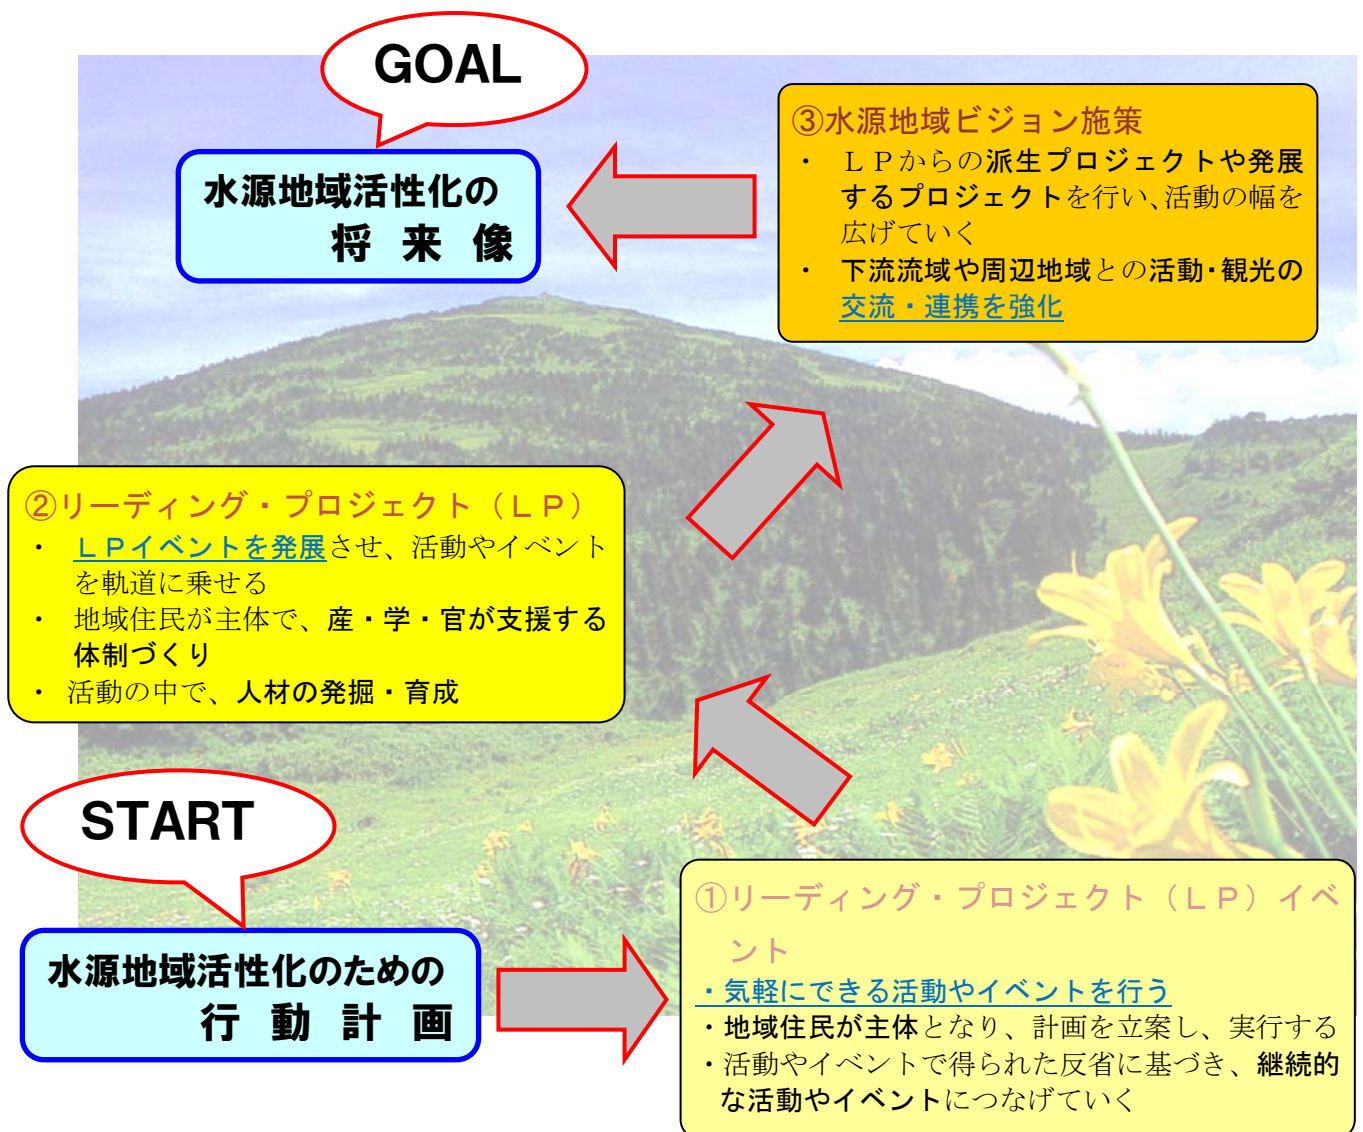 GOAL
水源地域活性化の
将 来 像
③水源地域ビジョン施策
・ ＬＰからの派生プロジェクトや発展
するプロジェクトを行い、活動の幅を
広げていく
・ 下流流域や周辺地域との活動・観光の
交流・連携を強化
②リーディング・プロジェクト（ＬＰ）
・ ＬＰイベントを発展させ、活動やイベント
を軌道に乗せる
・ 地域住民が主体で、産・学・官が支援する
体制づくり
・ 活動の中で、人材の発掘・育成
START
水源地域活性化のための
行 動 計 画
①リーディング・プロジェクト（ＬＰ）イベ
ント
・気軽にできる活動やイベントを行う
・地域住民が主体となり、計画を立案し、実行する
・活動やイベントで得られた反省に基づき、継続的
な活動やイベントにつなげていく